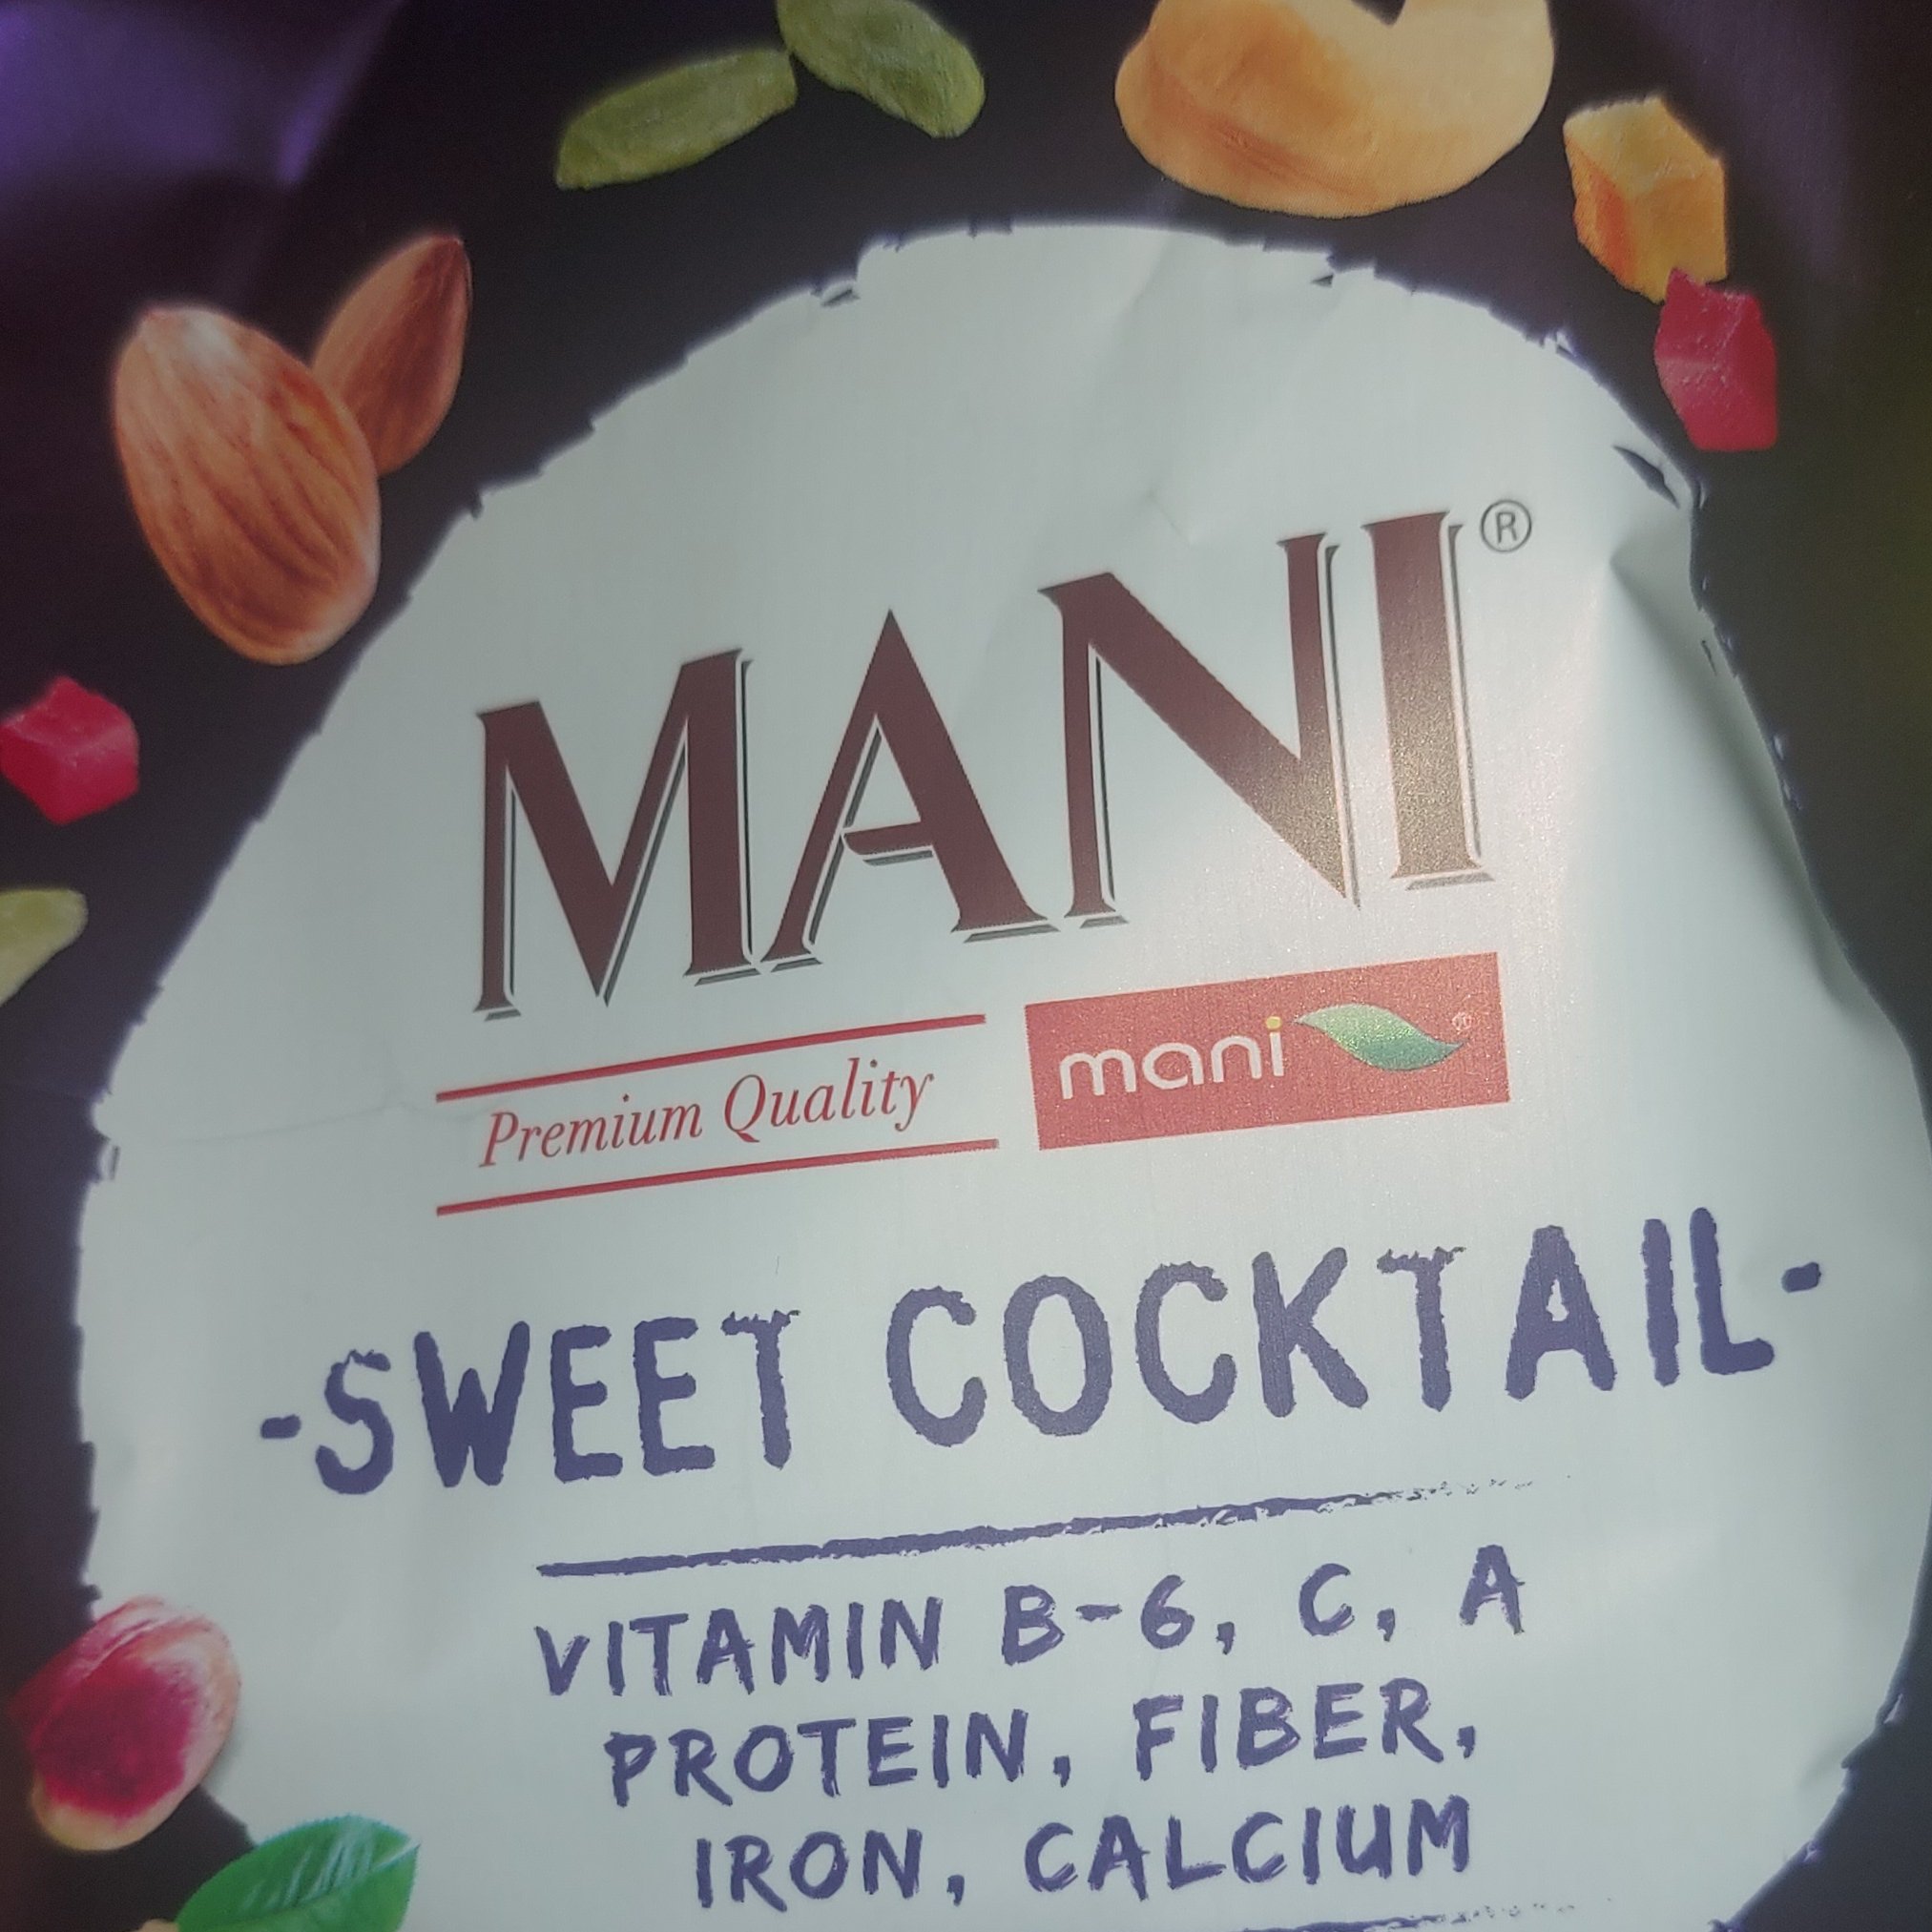 MANI®
Premium Quality
mani®
-SWEET COCKTAIL-
VITAMIN B-6, C, A
PROTEIN, FIBER,
IRON, CALCIUM